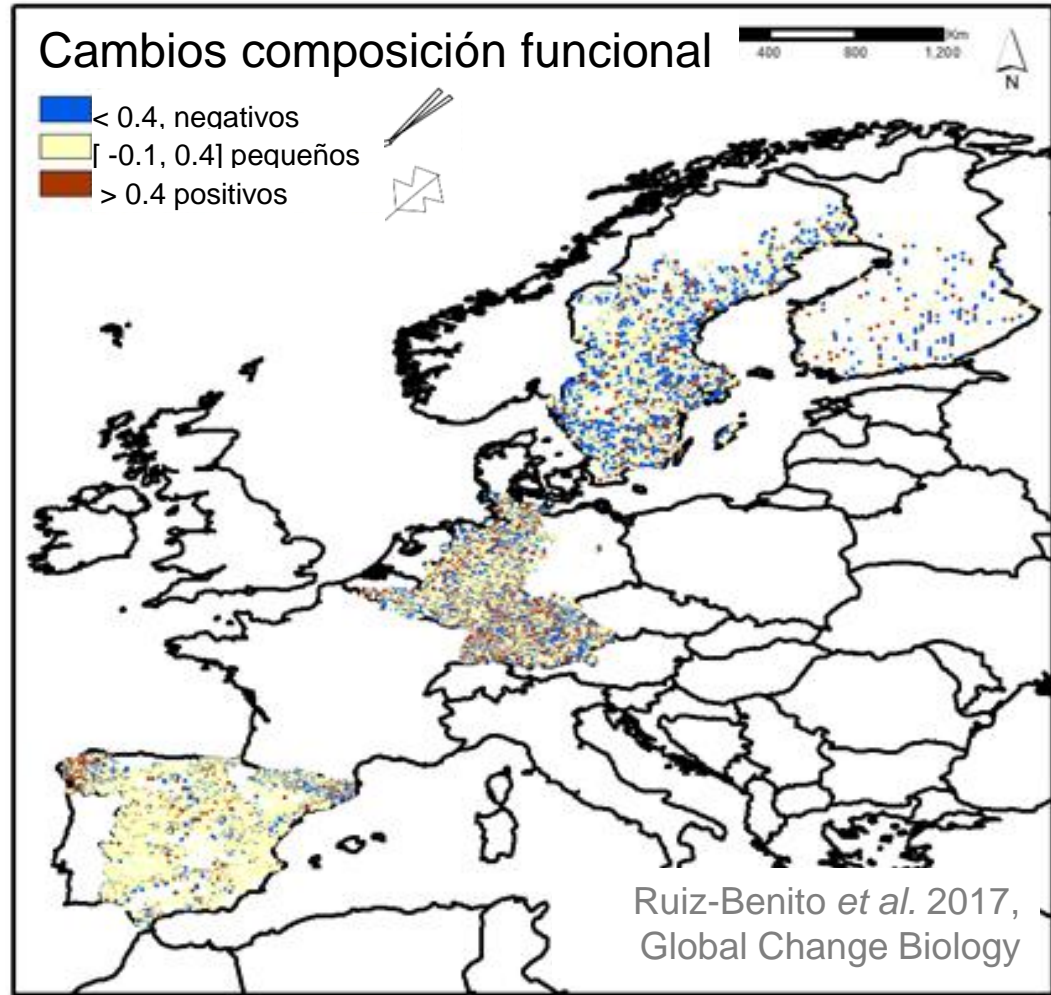 Cambios composición funcional
Km
400 800 1,200
N
< 0.4, negativos
[ -0.1, 0.4] pequeños
> 0.4 positivos
Ruiz-Benito et al. 2017,
Global Change Biology